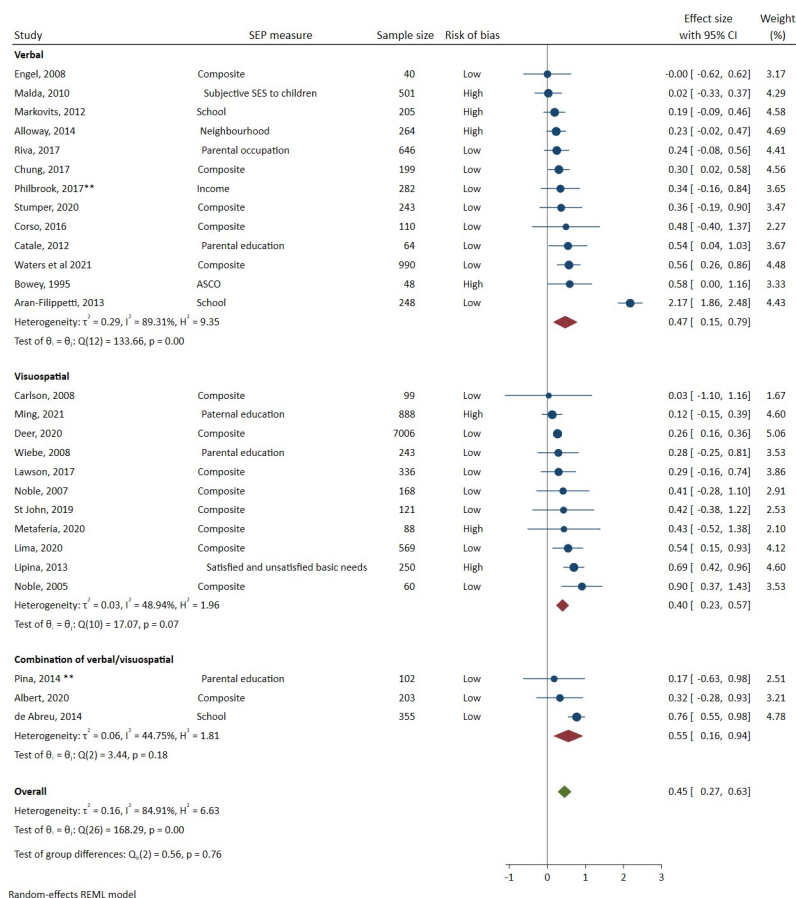 Effect size Weight
Study SEP measure Sample size Risk of bias with 95% CI (%)
Verbal
Engel, 2008 Composite 40 Low -0.00 [ -0.62, 0.62] 3.17
Malda, 2010 Subjective SES to children 501 High 0.02 [ -0.33, 0.37] 4.29
Markovits, 2012 School 205 High 0.19 [ -0.09, 0.46] 4.58
Alloway, 2014 Neighbourhood 264 High 0.23 [ -0.02, 0.47] 4.69
Riva, 2017 Parental occupation 646 Low 0.24 [ -0.08, 0.56] 4.41
Chung, 2017 Composite 199 Low 0.30 [ 0.02, 0.58] 4.56
Philbrook, 2017** Income 282 Low 0.34 [ -0.16, 0.84] 3.65
Stumper, 2020 Composite 243 Low 0.36 [ -0.19, 0.90] 3.47
Corso, 2016 Composite 110 Low 0.48 [ -0.40, 1.37] 2.27
Catale, 2012 Parental education 64 Low 0.54 [ 0.04, 1.03] 3.67
Waters et al 2021 Composite 990 Low 0.56 [ 0.26, 0.86] 4.48
Bowey, 1995 ASCO 48 High 0.58 [ 0.00, 1.16] 3.33
Aran-Filippetti, 2013 School 248 Low 2.17 [ 1.86, 2.48] 4.43
Heterogeneity: τ² = 0.29, I² = 89.31%, H² = 9.35 0.47 [ 0.15, 0.79]
Test of θᵢ = θⱼ: Q(12) = 133.66, p = 0.00
Visuospatial
Carlson, 2008 Composite 99 Low 0.03 [ -1.10, 1.16] 1.67
Ming, 2021 Paternal education 888 High 0.12 [ -0.15, 0.39] 4.60
Deer, 2020 Composite 7006 Low 0.26 [ 0.16, 0.36] 5.06
Wiebe, 2008 Parental education 243 Low 0.28 [ -0.25, 0.81] 3.53
Lawson, 2017 Composite 336 Low 0.29 [ -0.16, 0.74] 3.86
Noble, 2007 Composite 168 Low 0.41 [ -0.28, 1.10] 2.91
St John, 2019 Composite 121 Low 0.42 [ -0.38, 1.22] 2.53
Metaferia, 2020 Composite 88 High 0.43 [ -0.52, 1.38] 2.10
Lima, 2020 Composite 569 Low 0.54 [ 0.15, 0.93] 4.12
Lipina, 2013 Satisfied and unsatisfied basic needs 250 High 0.69 [ 0.42, 0.96] 4.60
Noble, 2005 Composite 60 Low 0.90 [ 0.37, 1.43] 3.53
Heterogeneity: τ² = 0.03, I² = 48.94%, H² = 1.96 0.40 [ 0.23, 0.57]
Test of θᵢ = θⱼ: Q(10) = 17.07, p = 0.07
Combination of verbal/visuospatial
Pina, 2014 ** Parental education 102 Low 0.17 [ -0.63, 0.98] 2.51
Albert, 2020 Composite 203 Low 0.32 [ -0.28, 0.93] 3.21
de Abreu, 2014 School 355 Low 0.76 [ 0.55, 0.98] 4.78
Heterogeneity: τ² = 0.06, I² = 44.75%, H² = 1.81 0.55 [ 0.16, 0.94]
Test of θᵢ = θⱼ: Q(2) = 3.44, p = 0.18
Overall 0.45 [ 0.27, 0.63]
Heterogeneity: τ² = 0.16, I² = 84.91%, H² = 6.63
Test of θᵢ = θⱼ: Q(26) = 168.29, p = 0.00
Test of group differences: Qb(2) = 0.56, p = 0.76
-1 0 1 2 3
Random-effects REML model